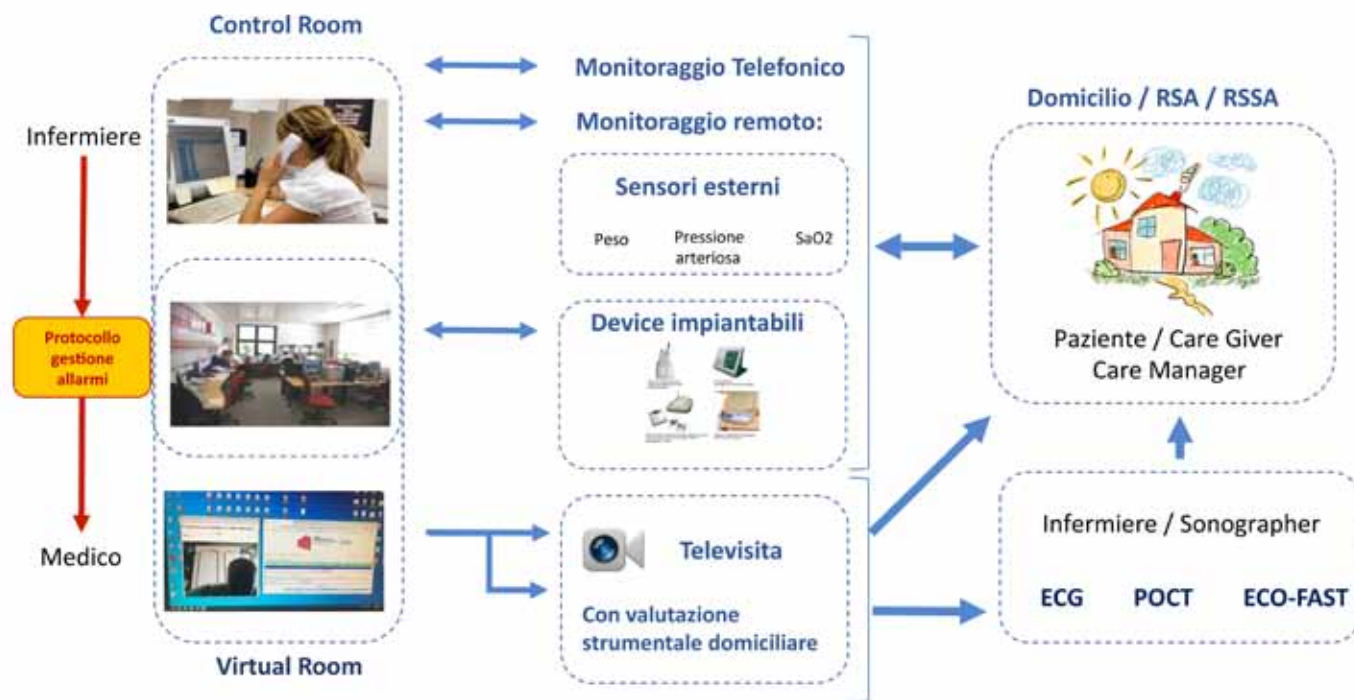 Control Room
Infermiere
Protocollo
gestione
allarmi
Medico
Virtual Room
Monitoraggio Telefonico
Monitoraggio remoto:
Sensori esterni
Peso
Pressione
arteriosa
SaO2
Device impiantabili
Televisita
Con valutazione
strumentale domiciliare
Domicilio / RSA / RSSA
Paziente / Care Giver
Care Manager
Infermiere / Sonographer
ECG POCT ECO-FAST